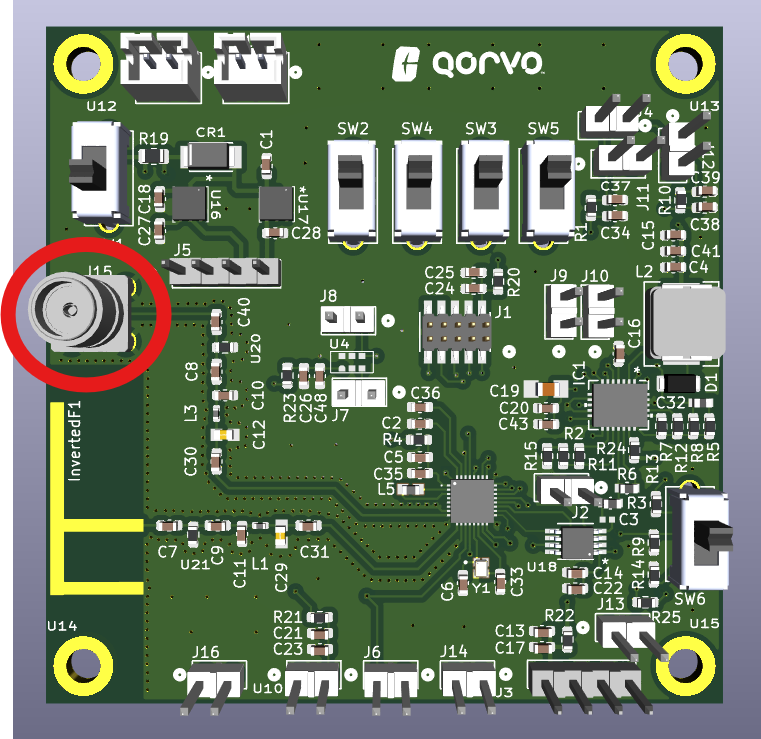 Qorvo
U12
R19
CR1
C1
SW2
SW4
SW3
SW5
U13
C18
C27
U16
*U17
C28
C37
C34
J11
R1
R10
C39
C38
C15
C41
C4
J15
J5
C25
C24
R20
J9
J10
L2
C40
J8
J1
U20
U4
C16
C8
R23
C26
C48
J7
IC1
*
D1
C19
C32
C10
L3
C12
C36
C20
C43
C2
R4
C5
C35
L5
R15
R2
R11
R24
R13
R7
R12
R8
R5
InvertedF1
C30
R6
R3
J2
C3
C7
U21
C9
C11
L1
C29
C31
U18
*
R9
R14
C14
C22
C6
Y1
C33
SW6
J13
R25
U15
U14
R21
C21
C23
C13
C17
R22
J16
U10
J6
J14
J3